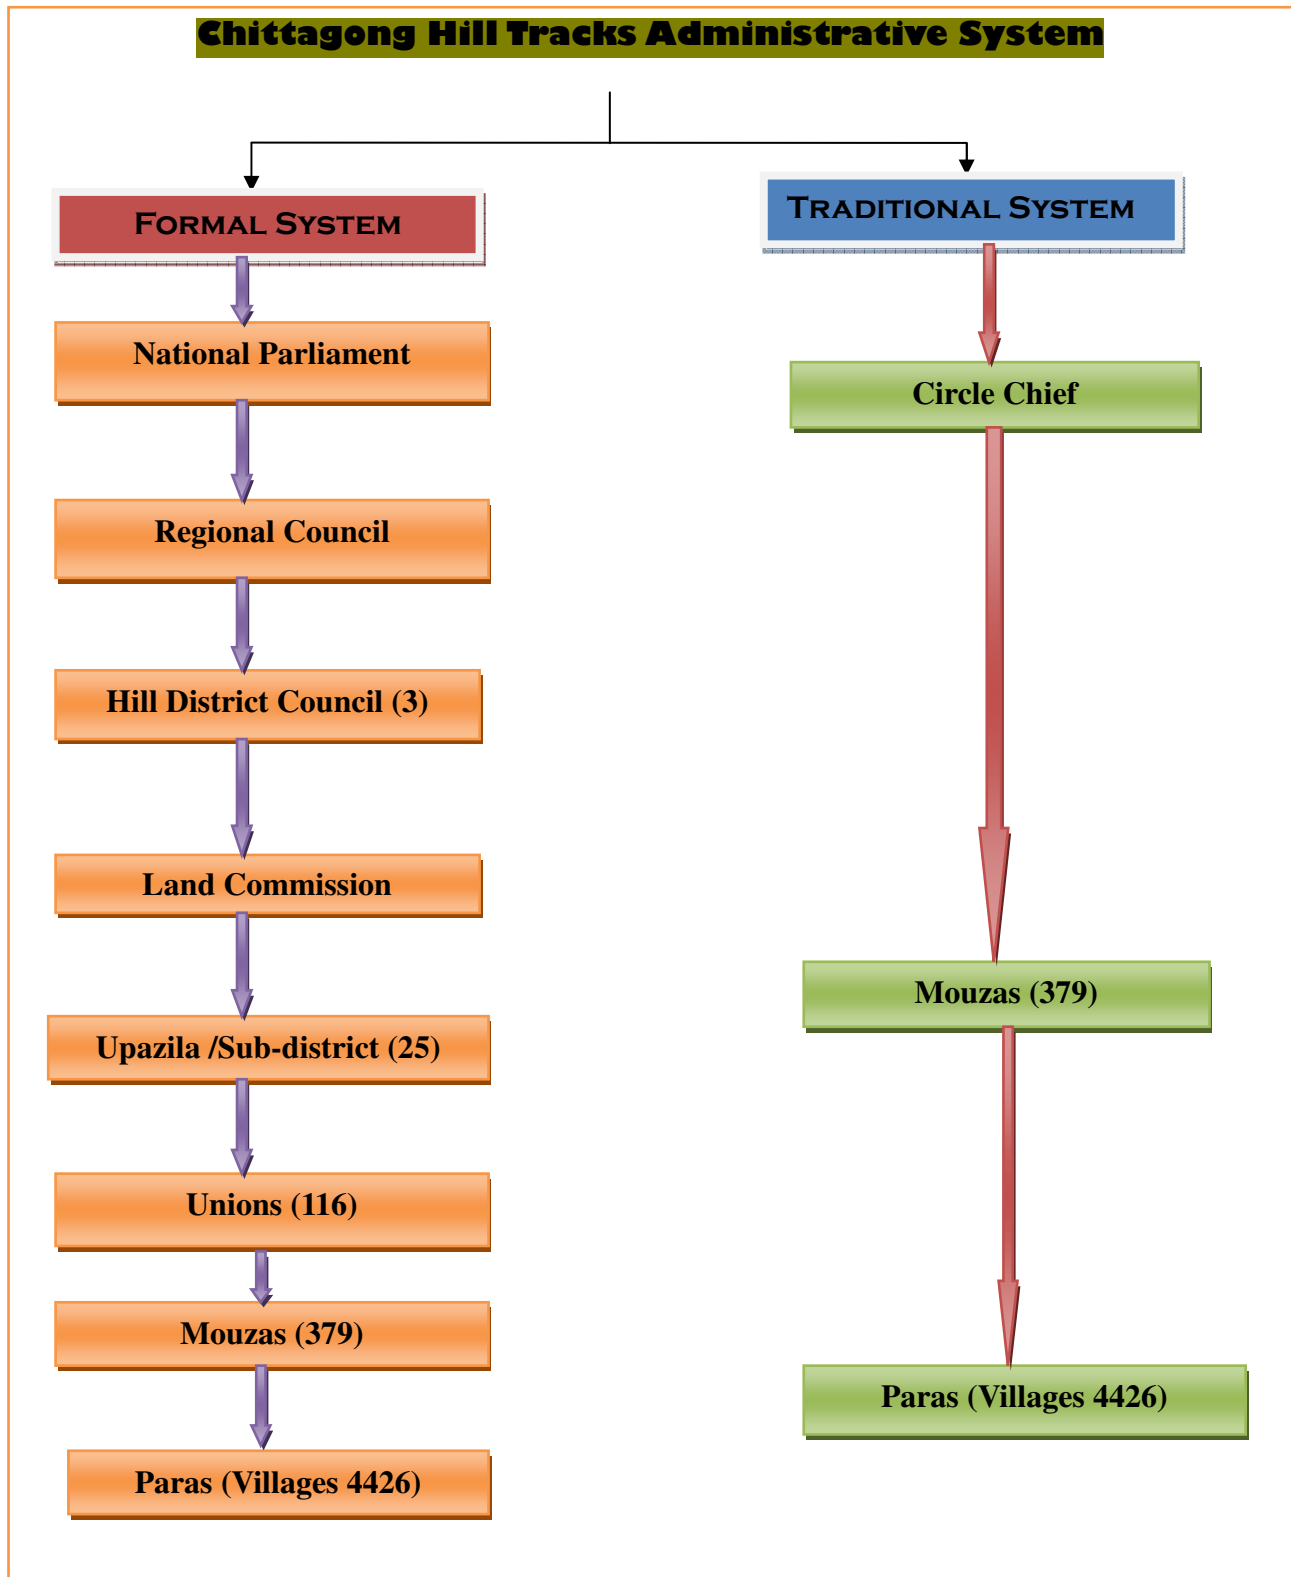 Chittagong Hill Tracks Administrative System
FORMAL SYSTEM
National Parliament
Regional Council
Hill District Council (3)
Land Commission
Upazila /Sub-district (25)
Unions (116)
Mouzas (379)
Paras (Villages 4426)
TRADITIONAL SYSTEM
Circle Chief
Mouzas (379)
Paras (Villages 4426)